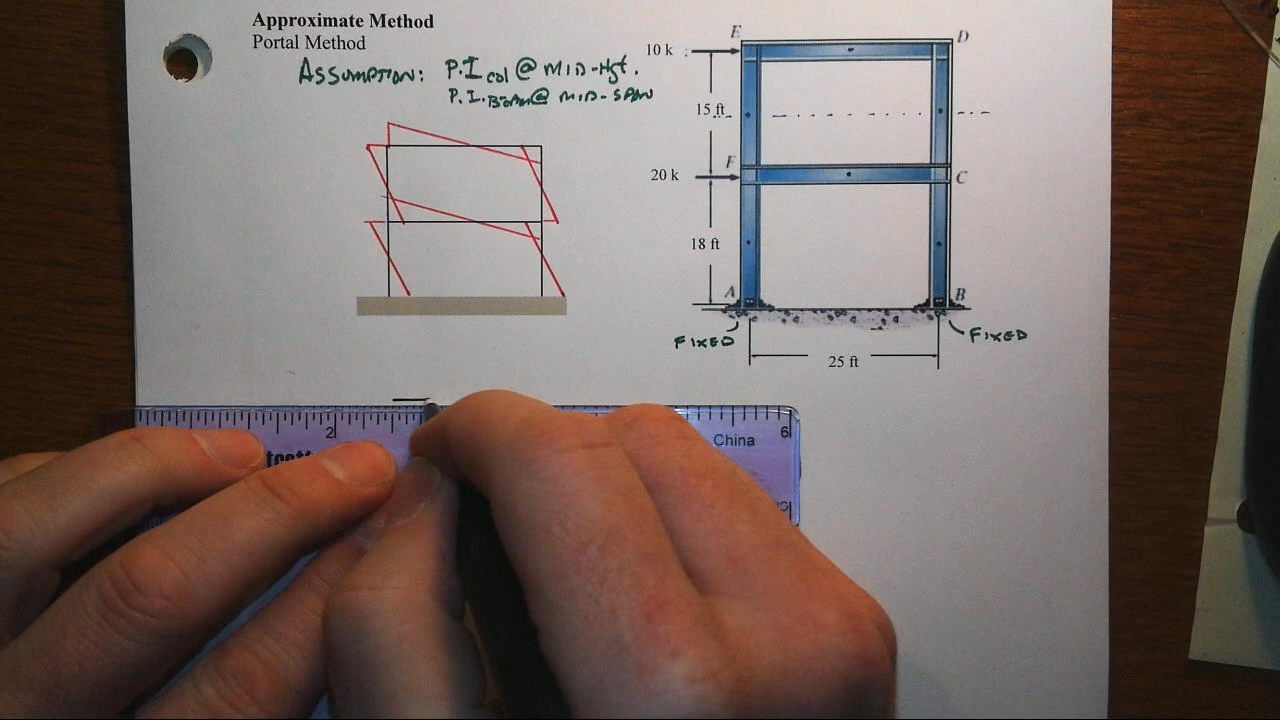 Approximate Method
Portal Method
ASSUMPTION: P.I col @ MID-Hgt.
P.I. BEAM @ MID-SPAN
E
D
10 k
15 ft
F
C
20 k
18 ft
A
B
FIXED
FIXED
25 ft
2
China
6